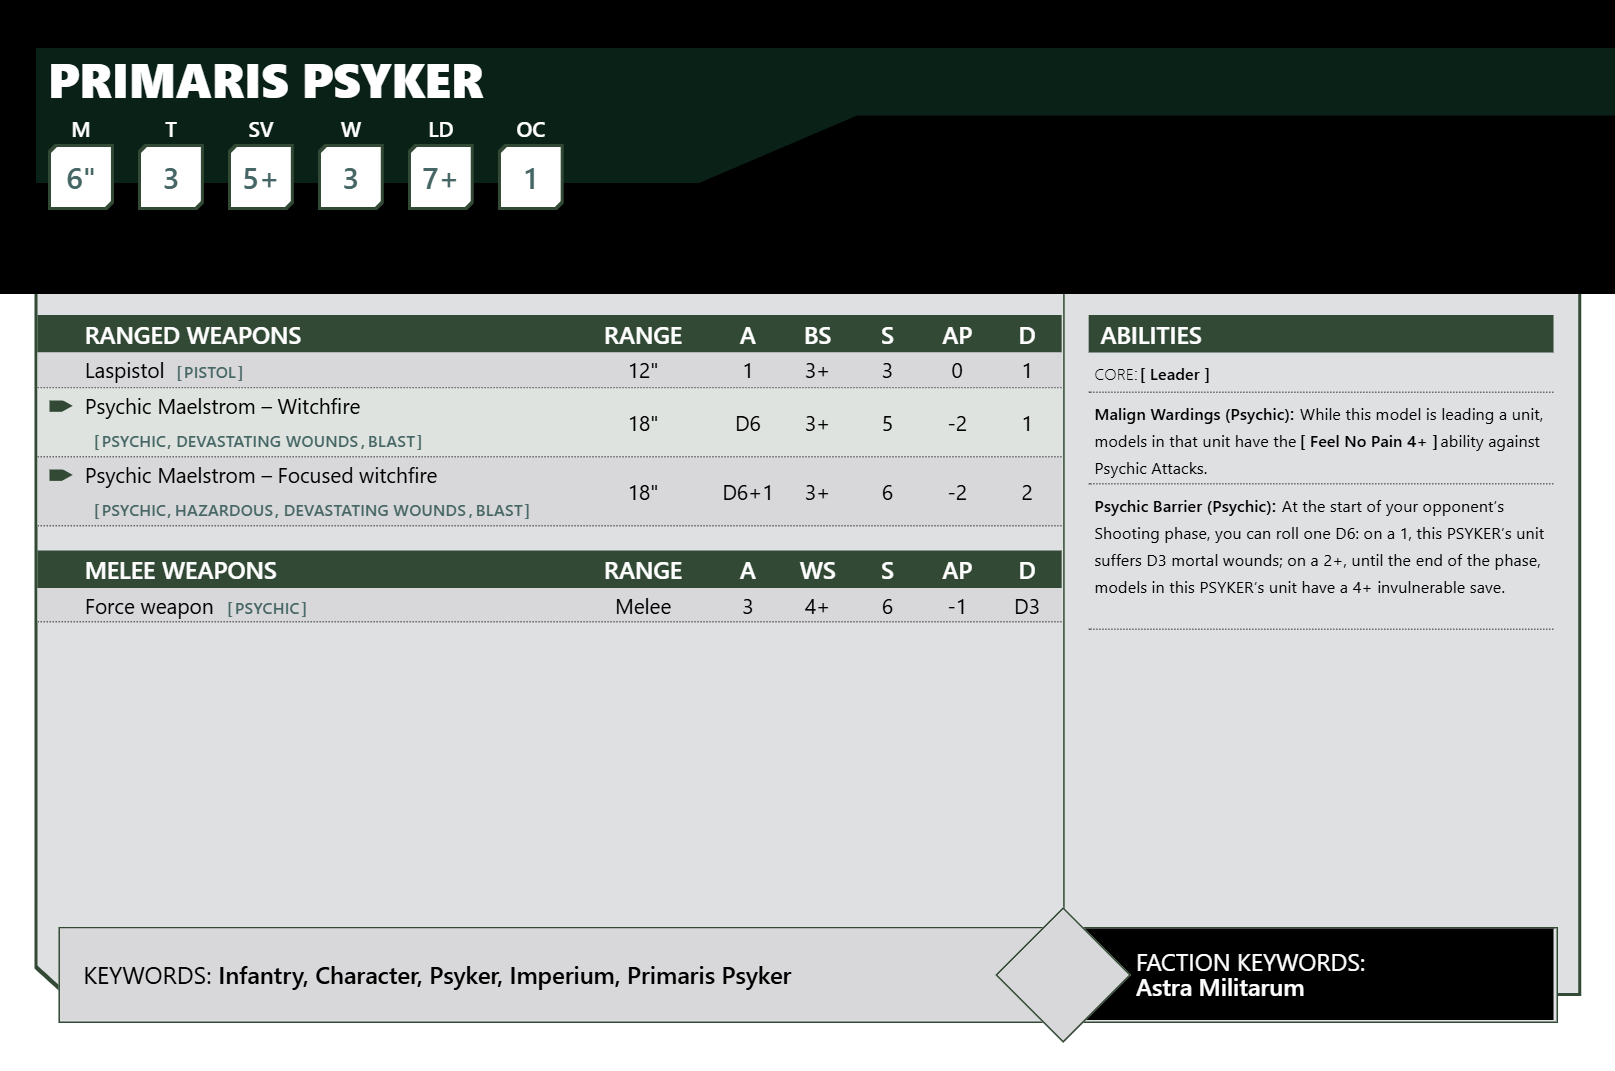 PRIMARIS PSYKER
M T SV W LD OC
6" 3 5+ 3 7+ 1
RANGED WEAPONS RANGE A BS S AP D
Laspistol [PISTOL] 12" 1 3+ 3 0 1
Psychic Maelstrom – Witchfire 18" D6 3+ 5 -2 1
[PSYCHIC, DEVASTATING WOUNDS, BLAST]
Psychic Maelstrom – Focused witchfire 18" D6+1 3+ 6 -2 2
[PSYCHIC, HAZARDOUS, DEVASTATING WOUNDS, BLAST]
MELEE WEAPONS RANGE A WS S AP D
Force weapon [PSYCHIC] Melee 3 4+ 6 -1 D3
ABILITIES
CORE: [ Leader ]
Malign Wardings (Psychic): While this model is leading a unit,
models in that unit have the [ Feel No Pain 4+ ] ability against
Psychic Attacks.
Psychic Barrier (Psychic): At the start of your opponent’s
Shooting phase, you can roll one D6: on a 1, this PSYKER’s unit
suffers D3 mortal wounds; on a 2+, until the end of the phase,
models in this PSYKER’s unit have a 4+ invulnerable save.
KEYWORDS: Infantry, Character, Psyker, Imperium, Primaris Psyker
FACTION KEYWORDS:
Astra Militarum